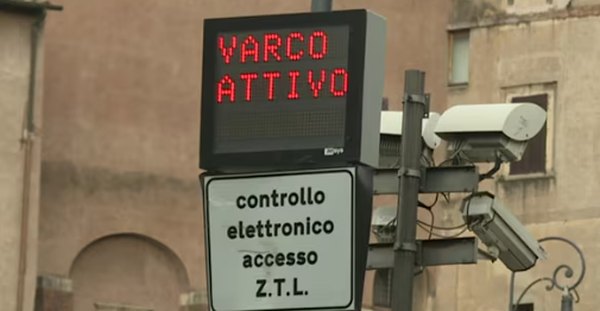 VARCO
ATTIVO
controllo
elettronico
accesso
Z.T.L.